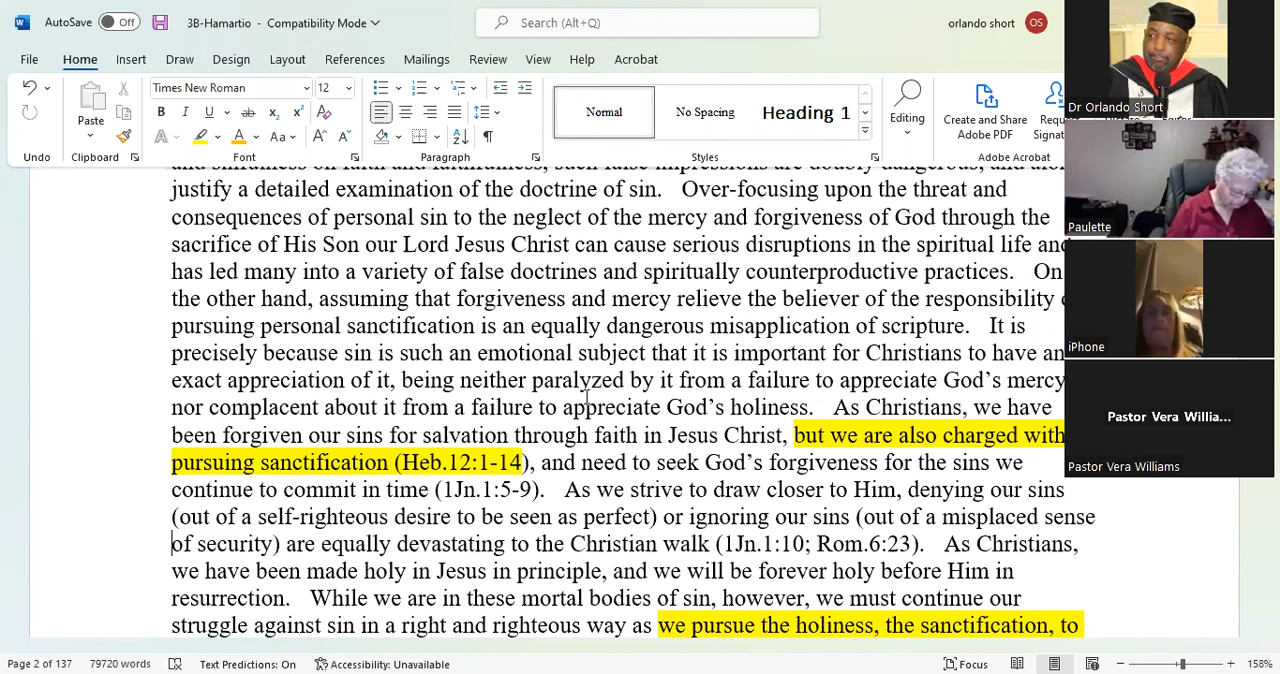 AutoSave Off 3B-Hamartio - Compatibility Mode Search (Alt+Q) orlando short OS
File Home Insert Draw Design Layout References Mailings Review View Help Acrobat
Undo
Paste
Clipboard
Times New Roman 12
Font
Paragraph
Normal No Spacing Heading 1
Styles
Editing
Create and Share
Adobe PDF
Adobe Acrobat
justify a detailed examination of the doctrine of sin. Over-focusing upon the threat and
consequences of personal sin to the neglect of the mercy and forgiveness of God through the
sacrifice of His Son our Lord Jesus Christ can cause serious disruptions in the spiritual life and
has led many into a variety of false doctrines and spiritually counterproductive practices. On
the other hand, assuming that forgiveness and mercy relieve the believer of the responsibility
pursuing personal sanctification is an equally dangerous misapplication of scripture. It is
precisely because sin is such an emotional subject that it is important for Christians to have an
exact appreciation of it, being neither paralyzed by it from a failure to appreciate God's mercy
nor complacent about it from a failure to appreciate God's holiness. As Christians, we have
been forgiven our sins for salvation through faith in Jesus Christ, but we are also charged with
pursuing sanctification (Heb.12:1-14), and need to seek God's forgiveness for the sins we
continue to commit in time (1Jn.1:5-9). As we strive to draw closer to Him, denying our sins
(out of a self-righteous desire to be seen as perfect) or ignoring our sins (out of a misplaced sense
of security) are equally devastating to the Christian walk (1Jn.1:10; Rom.6:23). As Christians,
we have been made holy in Jesus in principle, and we will be forever holy before Him in
resurrection. While we are in these mortal bodies of sin, however, we must continue our
struggle against sin in a right and righteous way as we pursue the holiness, the sanctification, to
Dr Orlando Short
Paulette
iPhone
Pastor Vera Willia...
Pastor Vera Williams
Page 2 of 137 79720 words Text Predictions: On Accessibility: Unavailable Focus 158%